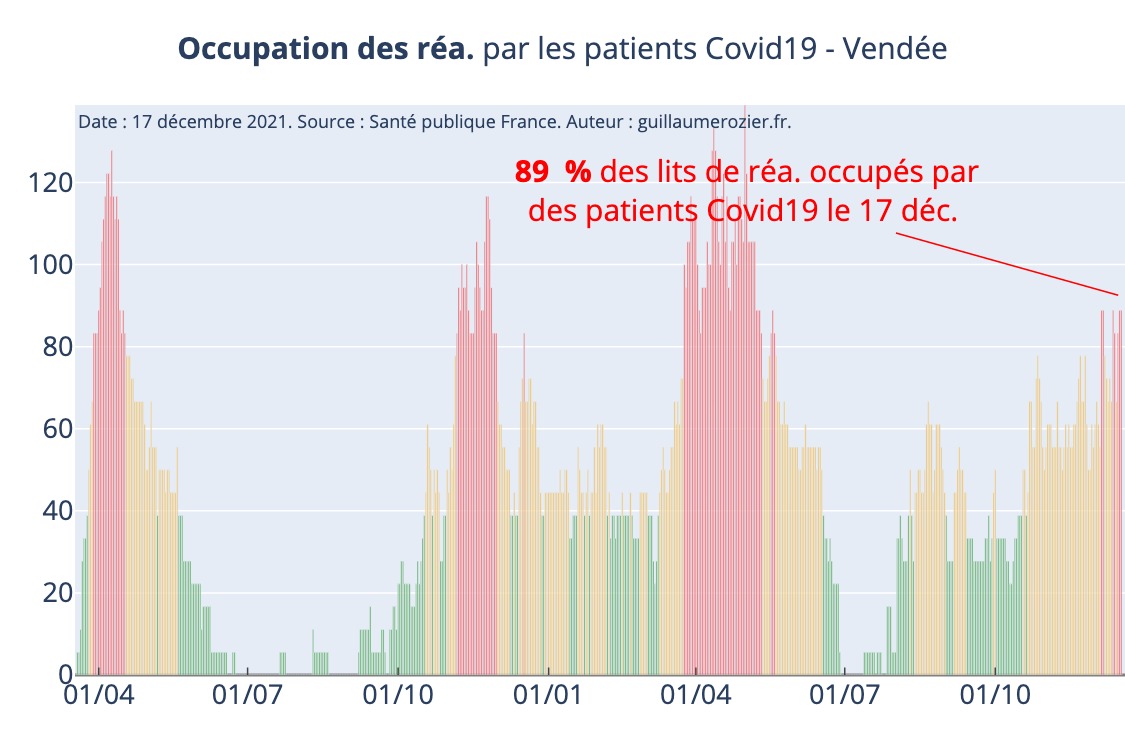 Occupation des réa. par les patients Covid19 - Vendée
Date : 17 décembre 2021. Source : Santé publique France. Auteur : guillaumerozier.fr.
89 % des lits de réa. occupés par
des patients Covid19 le 17 déc.
120
100
80
60
40
20
0
01/04 01/07 01/10 01/01 01/04 01/07 01/10